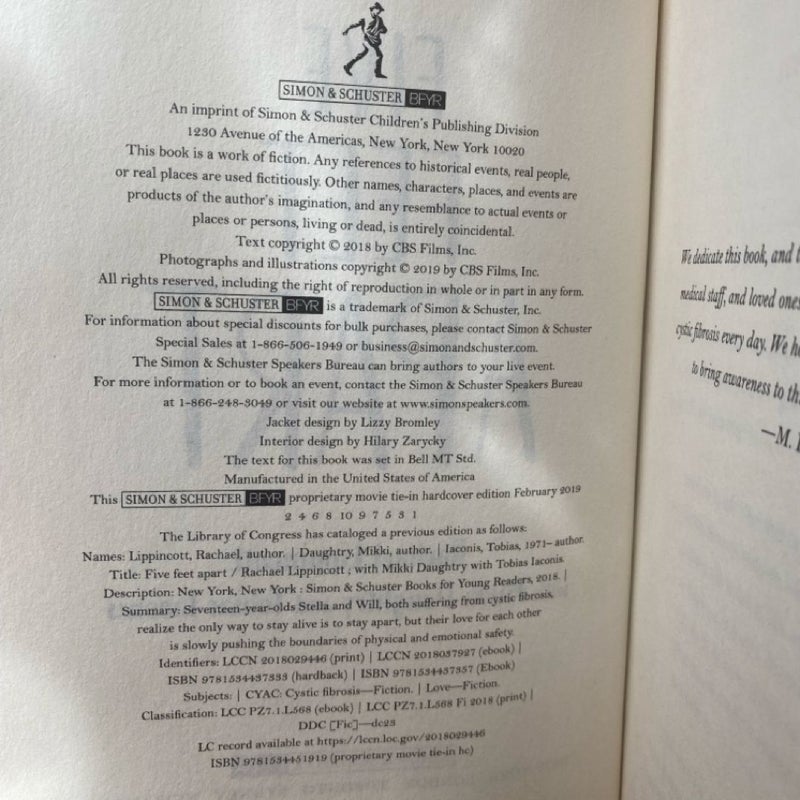 SIMON & SCHUSTER BFYR
An imprint of Simon & Schuster Children's Publishing Division
1230 Avenue of the Americas, New York, New York 10020
This book is a work of fiction. Any references to historical events, real people,
or real places are used fictitiously. Other names, characters, places, and events are
products of the author's imagination, and any resemblance to actual events or
places or persons, living or dead, is entirely coincidental.
Text copyright © 2018 by CBS Films, Inc.
Photographs and illustrations copyright © 2019 by CBS Films, Inc.
All rights reserved, including the right of reproduction in whole or in part in any form.
SIMON & SCHUSTER BFYR is a trademark of Simon & Schuster, Inc.
For information about special discounts for bulk purchases, please contact Simon & Schuster
Special Sales at 1-866-506-1949 or business@simonandschuster.com.
The Simon & Schuster Speakers Bureau can bring authors to your live event.
For more information or to book an event, contact the Simon & Schuster Speakers Bureau
at 1-866-248-3049 or visit our website at www.simonspeakers.com.
Jacket design by Lizzy Bromley
Interior design by Hilary Zarycky
The text for this book was set in Bell MT Std.
Manufactured in the United States of America
This SIMON & SCHUSTER BFYR proprietary movie tie-in hardcover edition February 2019
2 4 6 8 10 9 7 5 3 1
The Library of Congress has cataloged a previous edition as follows:
Names: Lippincott, Rachael, author. | Daughtry, Mikki, author. | Iaconis, Tobias, 1971– author.
Title: Five feet apart / Rachael Lippincott ; with Mikki Daughtry with Tobias Iaconis.
Description: New York, New York : Simon & Schuster Books for Young Readers, 2018. |
Summary: Seventeen-year-olds Stella and Will, both suffering from cystic fibrosis,
realize the only way to stay alive is to stay apart, but their love for each other
is slowly pushing the boundaries of physical and emotional safety.
Identifiers: LCCN 2018029446 (print) | LCCN 2018037927 (ebook) |
ISBN 9781534437333 (hardback) | ISBN 9781534437357 (Ebook)
Subjects: | CYAC: Cystic fibrosis—Fiction. | Love—Fiction.
Classification: LCC PZ7.1.L568 (ebook) | LCC PZ7.1.L568 Fi 2018 (print) |
DDC [Fic]—dc23
LC record available at https://lccn.loc.gov/2018029446
ISBN 9781534451919 (proprietary movie tie-in hc)
We dedicate this book, and
medical staff, and loved ones
cystic fibrosis every day. We
to bring awareness to
—M.